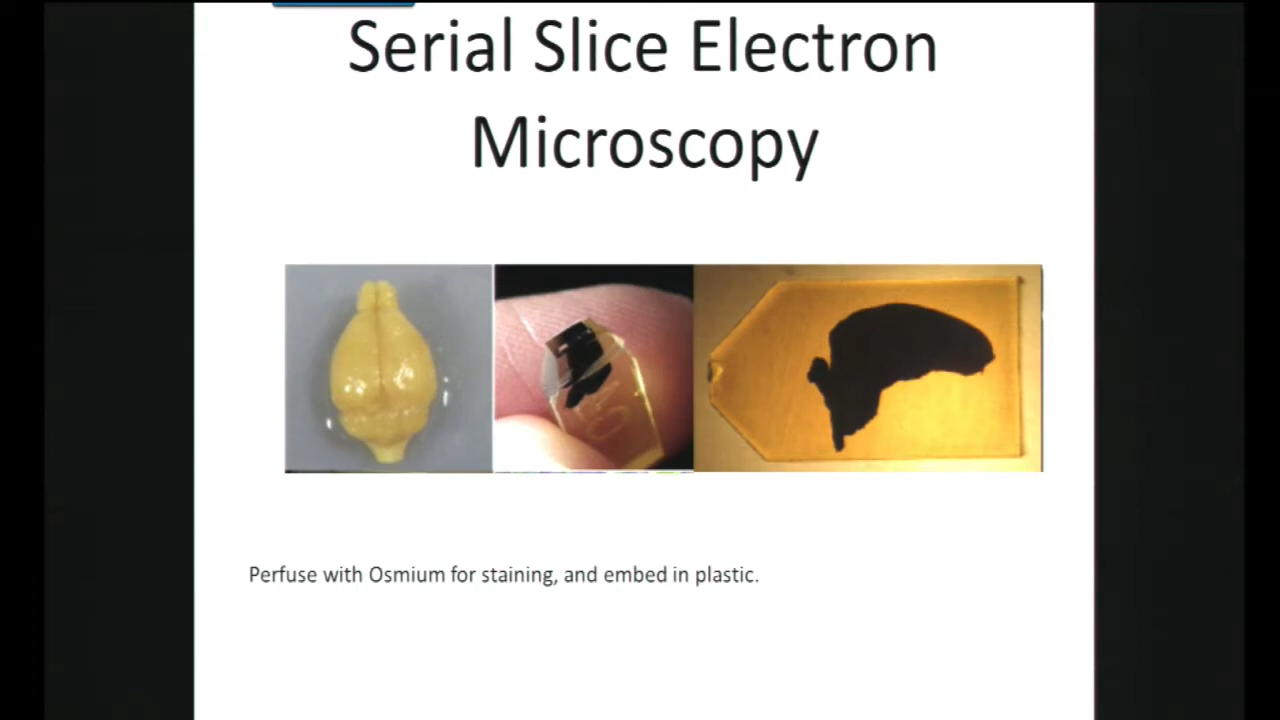 Serial Slice Electron
Microscopy
Perfuse with Osmium for staining, and embed in plastic.